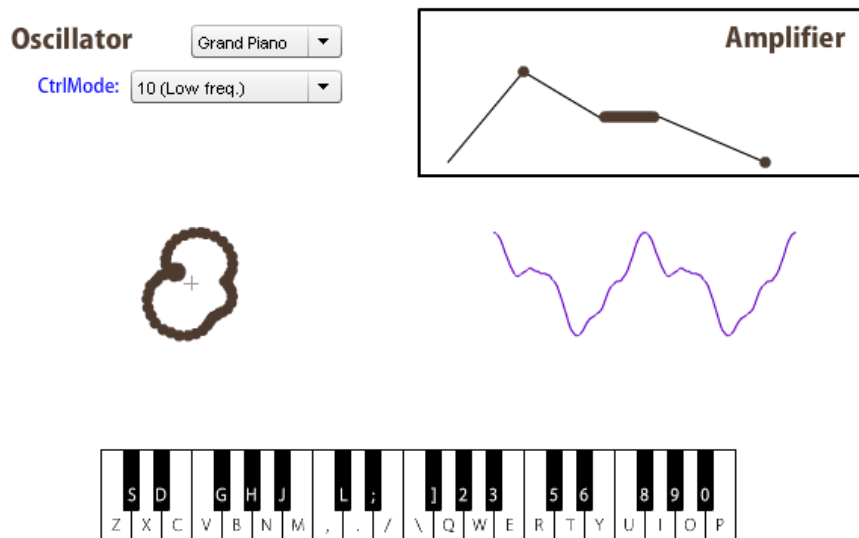 Oscillator
Grand Piano
Amplifier
CtrlMode:
10 (Low freq.)
S D G H J L ; ] 2 3 5 6 8 9 0
Z X C V B N M , . / \ Q W E R T Y U I O P